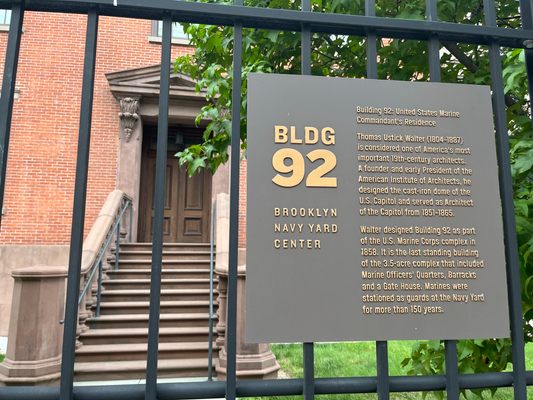 BLDG
92
BROOKLYN
NAVY YARD
CENTER
Building 92: United States Marine
Commandant's Residence
Thomas Ustick Walter (1804-1887)
is considered one of America's most
important 19th-century architects.
A founder and early President of the
American Institute of Architects, he
designed the cast-iron dome of the
U.S. Capitol and served as Architect
of the Capitol from 1851-1865.
Walter designed Building 92 as part
of the U.S. Marine Corps complex in
1858. It is the last standing building
of the 3.5-acre complex that included
Marine Officers' Quarters, Barracks
and a Gate House. Marines were
stationed as guards at the Navy Yard
for more than 150 years.